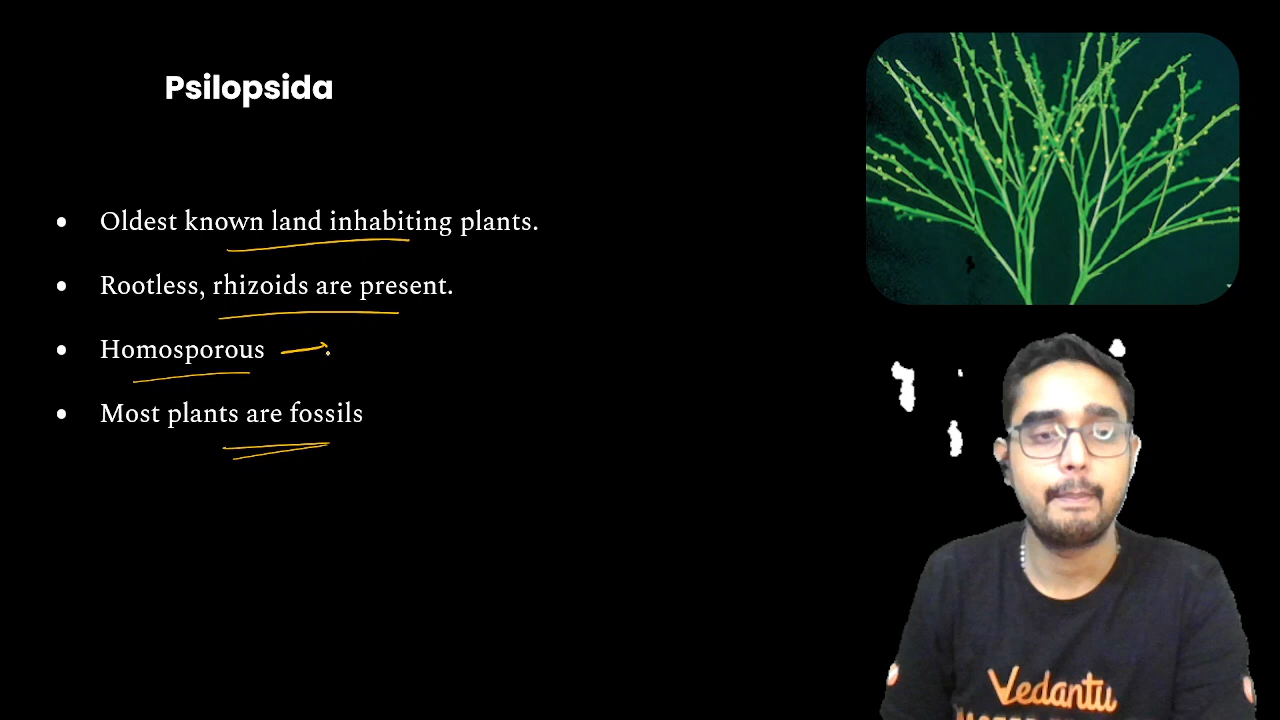 Psilopsida
• Oldest known land inhabiting plants.
• Rootless, rhizoids are present.
• Homosporous →
• Most plants are fossils
Vedantu